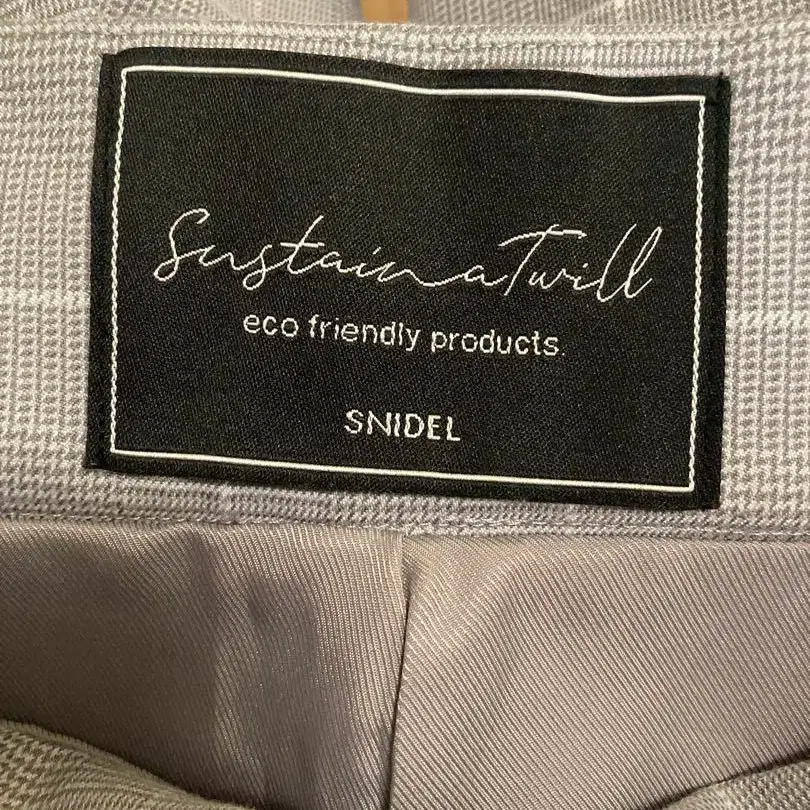 SustainaTwill
eco friendly products.
SNIDEL